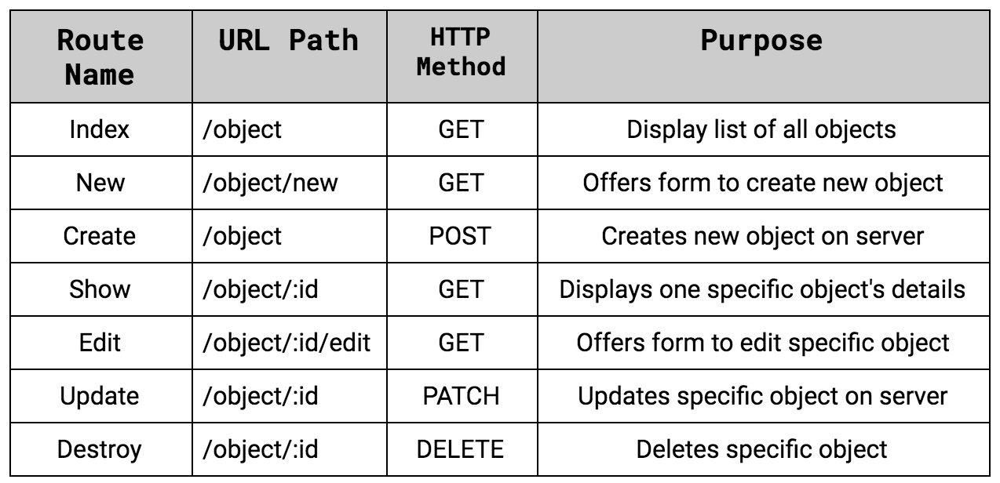 Route Name URL Path HTTP Method Purpose
Index /object GET Display list of all objects
New /object/new GET Offers form to create new object
Create /object POST Creates new object on server
Show /object/:id GET Displays one specific object's details
Edit /object/:id/edit GET Offers form to edit specific object
Update /object/:id PATCH Updates specific object on server
Destroy /object/:id DELETE Deletes specific object